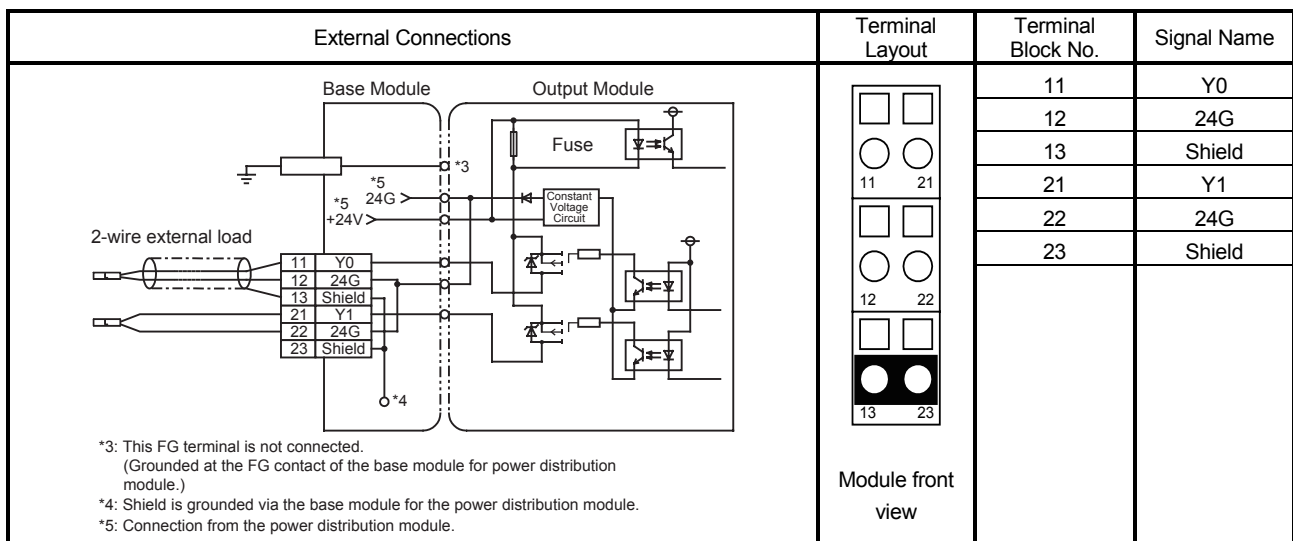 External Connections
Terminal Layout
Terminal Block No.
Signal Name
Base Module
Output Module
Fuse
*3
*5
24G
*5
+24V
Constant
Voltage
Circuit
2-wire external load
11 Y0
12 24G
13 Shield
21 Y1
22 24G
23 Shield
*4
*3: This FG terminal is not connected.
(Grounded at the FG contact of the base module for power distribution
module.)
*4: Shield is grounded via the base module for the power distribution module.
*5: Connection from the power distribution module.
11 21
12 22
13 23
Module front
view
11 Y0
12 24G
13 Shield
21 Y1
22 24G
23 Shield